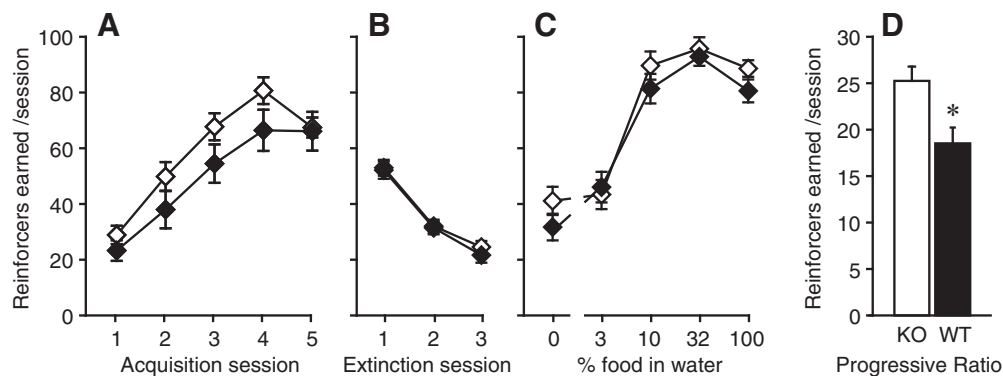 A
B
C
D
Reinforcers earned /session
100
80
60
40
20
0
1 2 3 4 5
Acquisition session
1 2 3
Extinction session
0 3 10 32 100
% food in water
Reinforcers earned /session
30
25
20
15
10
5
0
*
KO WT
Progressive Ratio